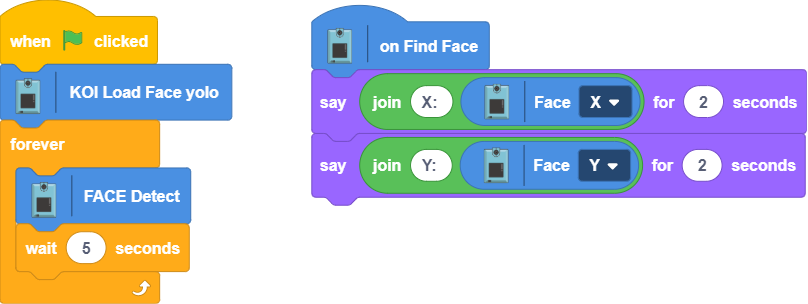 when clicked
KOI Load Face yolo
forever
FACE Detect
wait 5 seconds
on Find Face
say join X: Face X for 2 seconds
say join Y: Face Y for 2 seconds